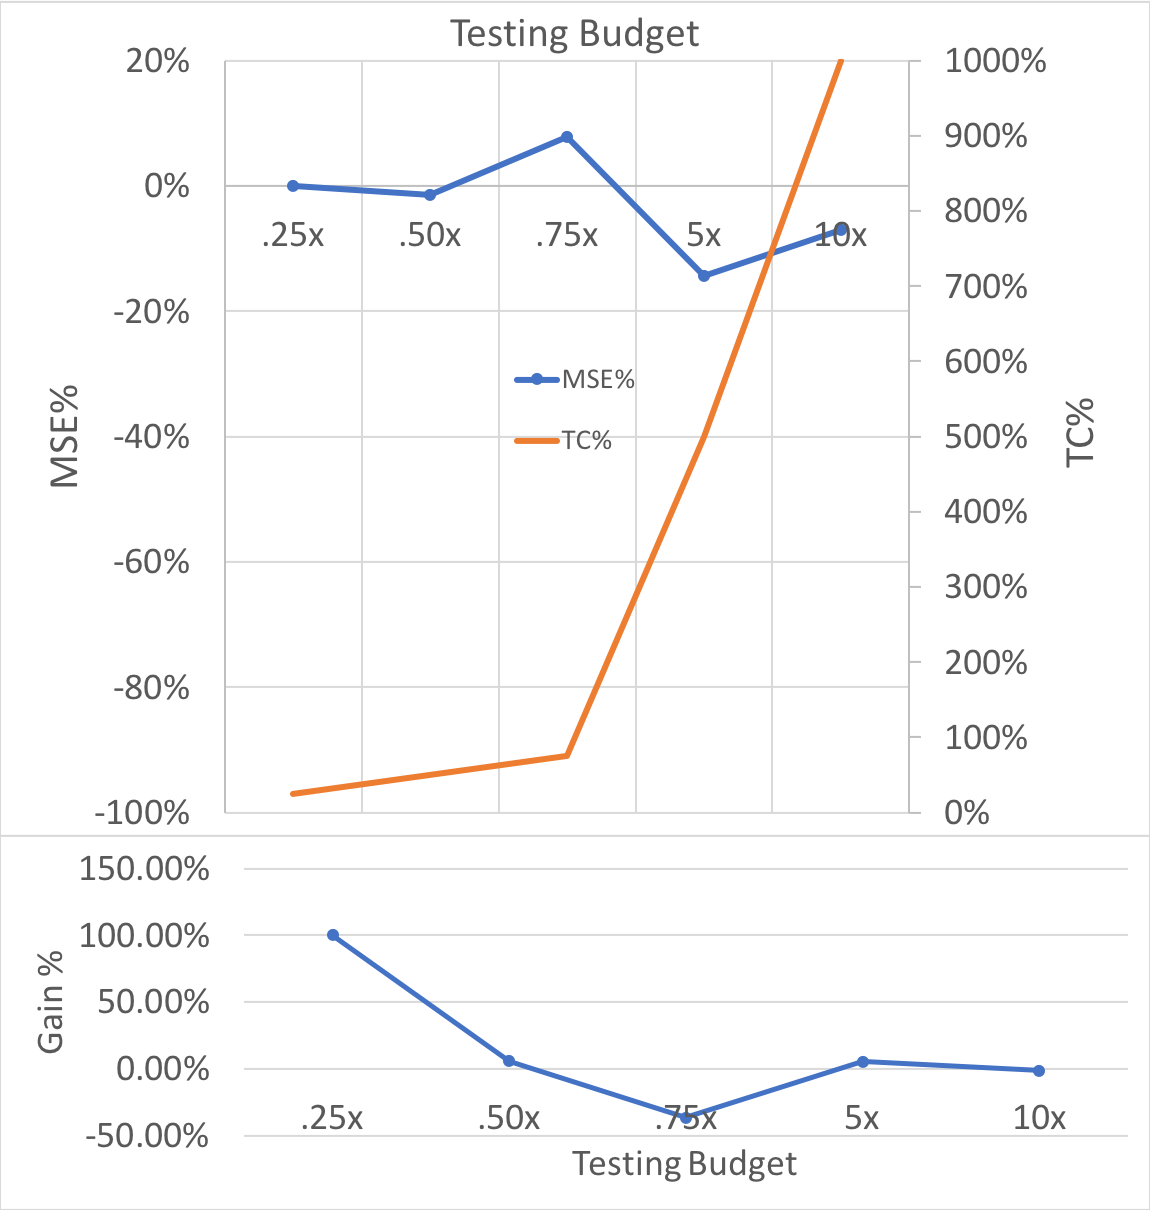 Testing Budget
20%
0%
-20%
-40%
-60%
-80%
-100%
MSE%
1000%
900%
800%
700%
600%
500%
400%
300%
200%
100%
0%
TC%
.25x .50x .75x 5x 10x
MSE%
TC%
150.00%
100.00%
50.00%
0.00%
-50.00%
Gain %
.25x .50x .75x 5x 10x
Testing Budget